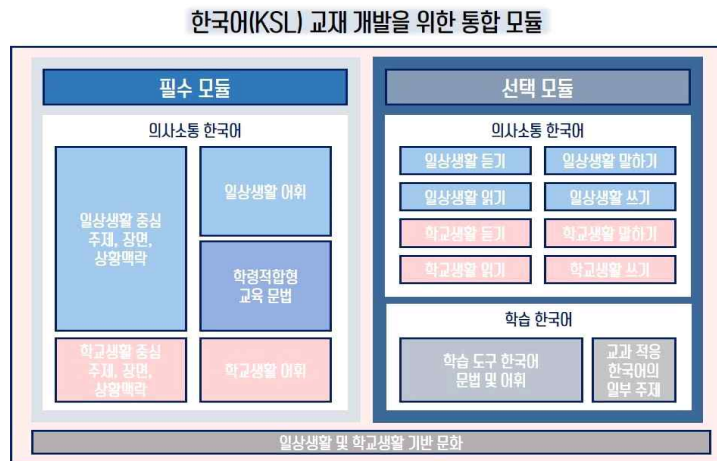 한국어(KSL) 교재 개발을 위한 통합 모듈
필수 모듈
의사소통 한국어
일상생활 중심
주제, 장면,
상황맥락
일상생활 어휘
학령적합형
교육 문법
학교생활 중심
주제, 장면,
상황맥락
학교생활 어휘
선택 모듈
의사소통 한국어
일상생활 듣기
일상생활 말하기
일상생활 읽기
일상생활 쓰기
학교생활 듣기
학교생활 말하기
학교생활 읽기
학교생활 쓰기
학습 한국어
학습 도구 한국어
문법 및 어휘
교과 적응
한국어의
일부 주제
일상생활 및 학교생활 기반 문화